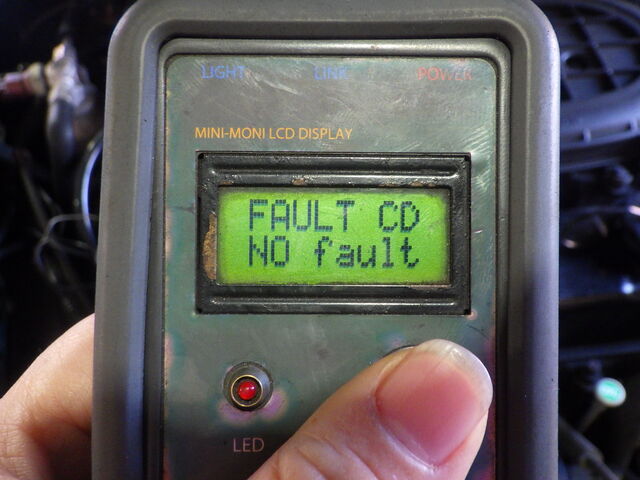 LIGHT LINK POWER
MINI-MONI LCD DISPLAY
FAULT CD
NO fault
LED